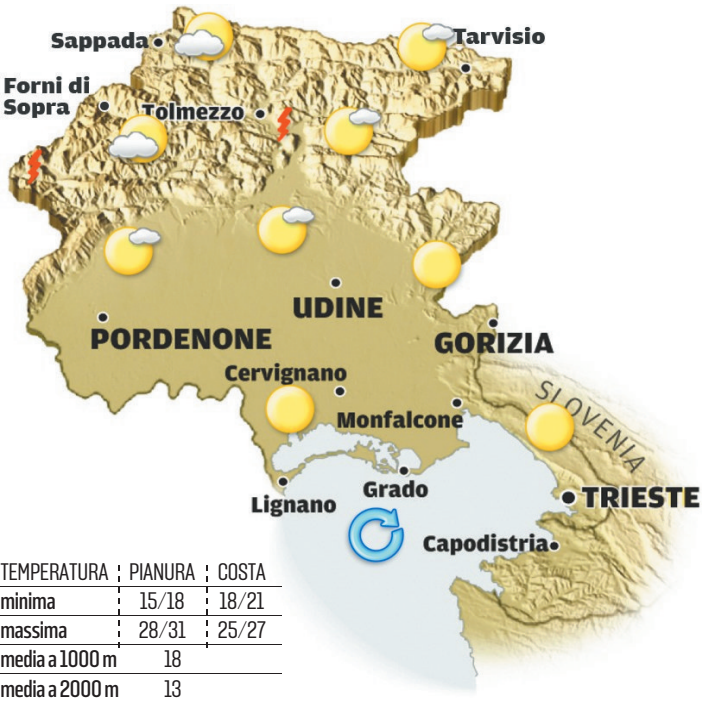 Sappada
Tarvisio
Forni di
Sopra
Tolmezzo
UDINE
PORDENONE
GORIZIA
Cervignano
SLOVENIA
Monfalcone
Lignano
Grado
TRIESTE
Capodistria
TEMPERATURA PIANURA COSTA
minima 15/18 18/21
massima 28/31 25/27
media a 1000 m 18
media a 2000 m 13